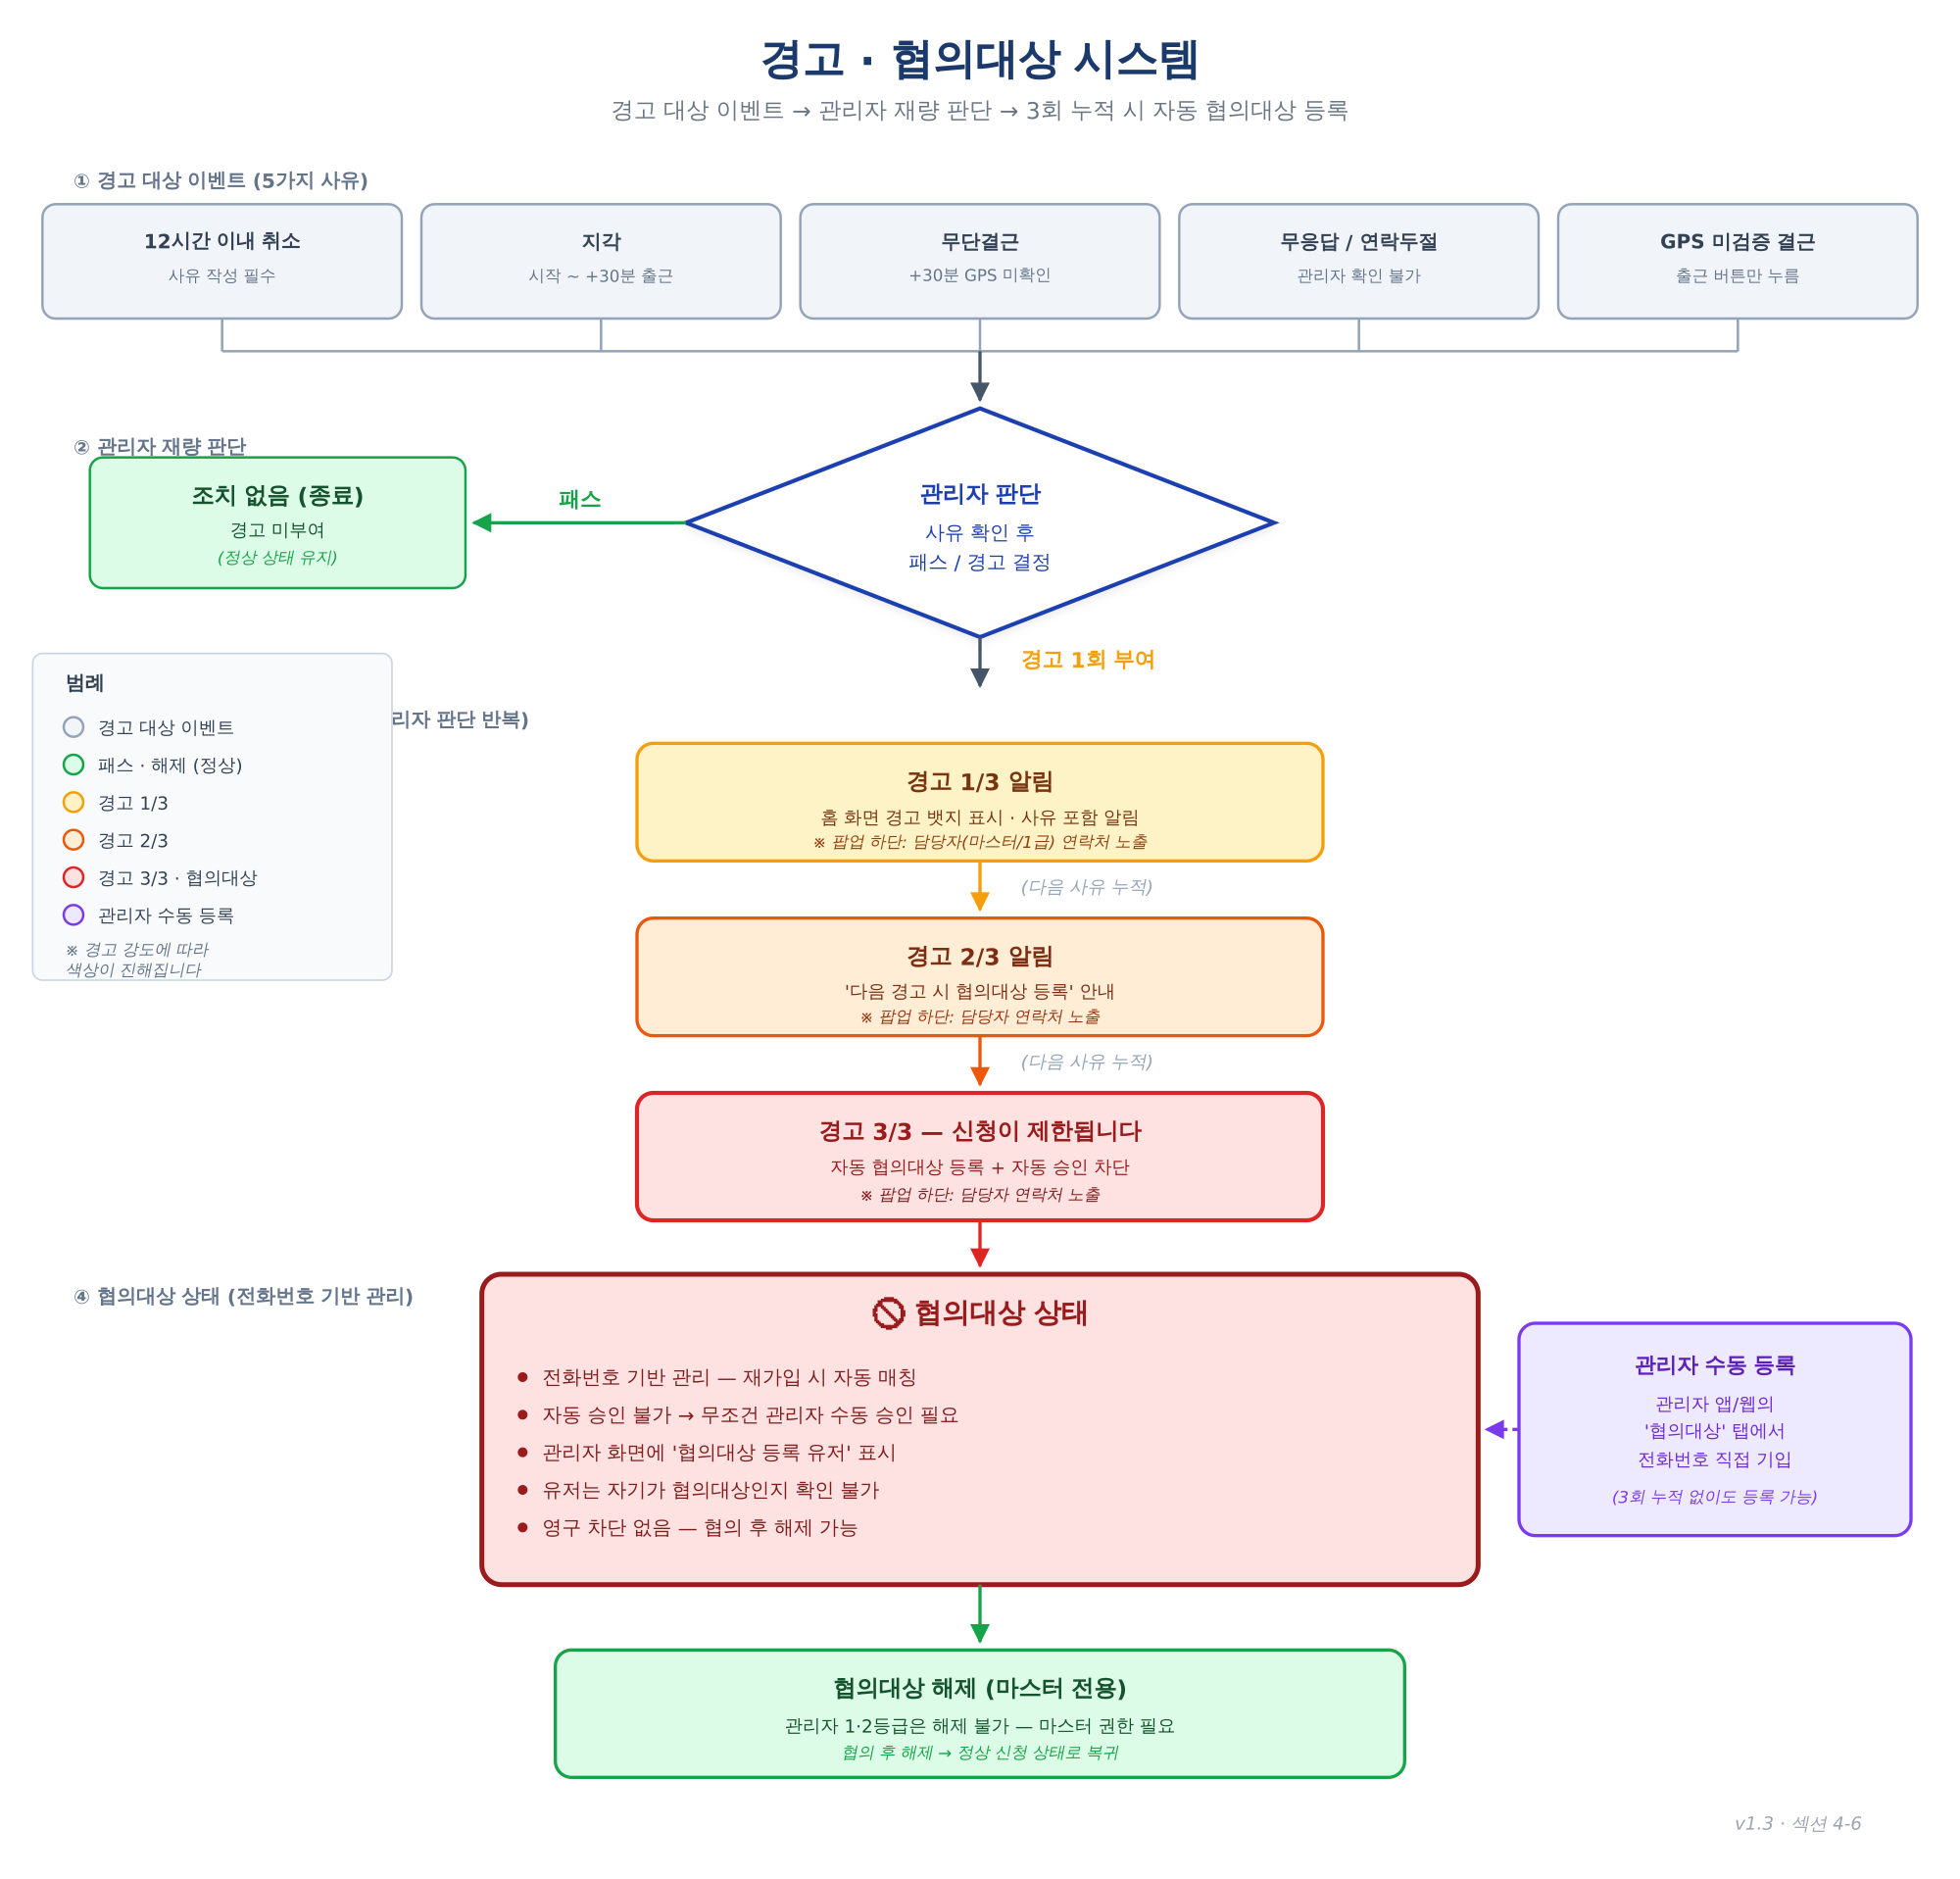 경고 · 협의대상 시스템
경고 대상 이벤트 → 관리자 재량 판단 → 3회 누적 시 자동 협의대상 등록
① 경고 대상 이벤트 (5가지 사유)
12시간 이내 취소
사유 작성 필수
지각
시작 ~ +30분 출근
무단결근
+30분 GPS 미확인
무응답 / 연락두절
관리자 확인 불가
GPS 미검증 결근
출근 버튼만 누름
② 관리자 재량 판단
조치 없음 (종료)
경고 미부여
(정상 상태 유지)
패스
관리자 판단
사유 확인 후
패스 / 경고 결정
경고 1회 부여
범례
경고 대상 이벤트
패스 · 해제 (정상)
경고 1/3
경고 2/3
경고 3/3 · 협의대상
관리자 수동 등록
※ 경고 강도에 따라
색상이 진해집니다
리자 판단 반복)
경고 1/3 알림
홈 화면 경고 뱃지 표시 · 사유 포함 알림
※ 팝업 하단: 담당자(마스터/1급) 연락처 노출
(다음 사유 누적)
경고 2/3 알림
'다음 경고 시 협의대상 등록' 안내
※ 팝업 하단: 담당자 연락처 노출
(다음 사유 누적)
경고 3/3 — 신청이 제한됩니다
자동 협의대상 등록 + 자동 승인 차단
※ 팝업 하단: 담당자 연락처 노출
④ 협의대상 상태 (전화번호 기반 관리)
🚫 협의대상 상태
● 전화번호 기반 관리 — 재가입 시 자동 매칭
● 자동 승인 불가 → 무조건 관리자 수동 승인 필요
● 관리자 화면에 '협의대상 등록 유저' 표시
● 유저는 자기가 협의대상인지 확인 불가
● 영구 차단 없음 — 협의 후 해제 가능
관리자 수동 등록
관리자 앱/웹의
'협의대상' 탭에서
전화번호 직접 기입
(3회 누적 없이도 등록 가능)
협의대상 해제 (마스터 전용)
관리자 1·2등급은 해제 불가 — 마스터 권한 필요
협의 후 해제 → 정상 신청 상태로 복귀
v1.3 · 섹션 4-6